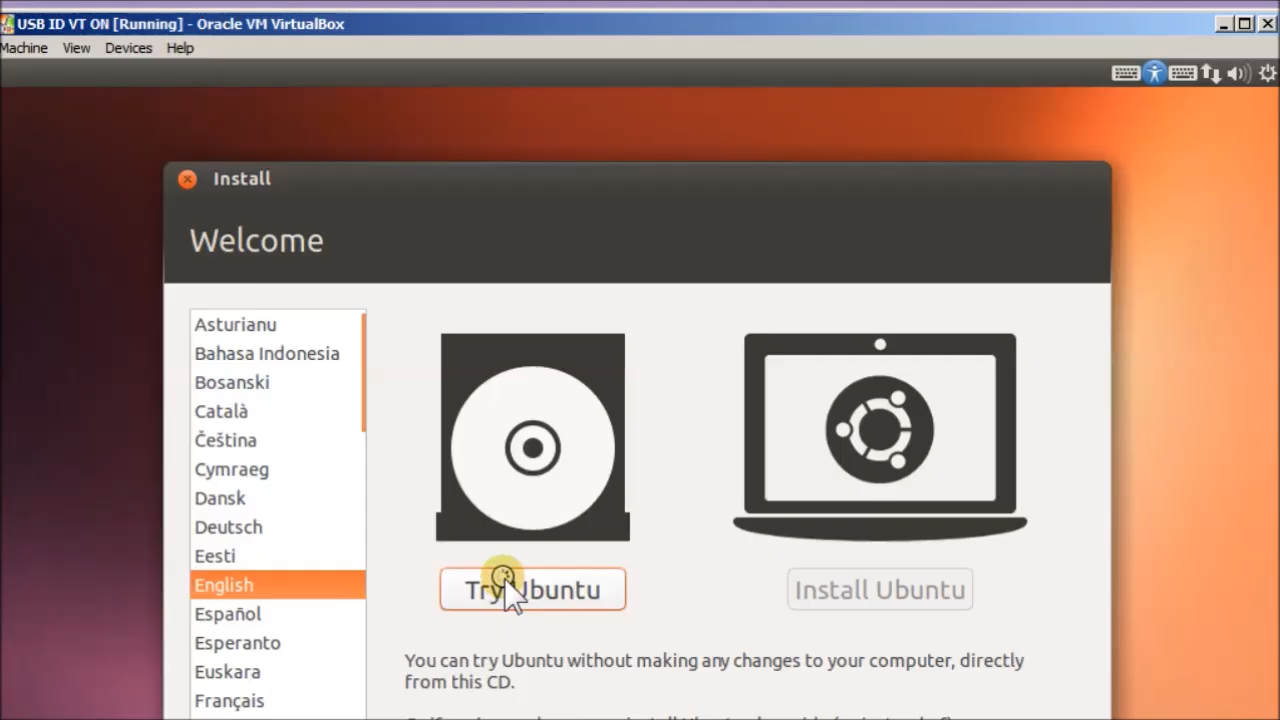 USB ID VT ON [Running] - Oracle VM VirtualBox
Machine View Devices Help
Install
Welcome
Asturianu
Bahasa Indonesia
Bosanski
Català
Čeština
Cymraeg
Dansk
Deutsch
Eesti
English
Español
Esperanto
Euskara
Français
Try Ubuntu
Install Ubuntu
You can try Ubuntu without making any changes to your computer, directly
from this CD.